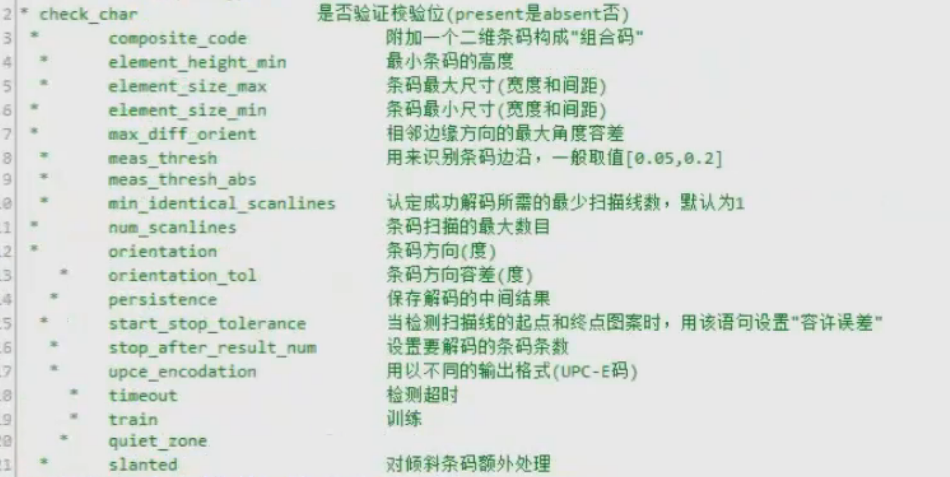 2 * check_char 是否验证校验位(present是absent否)
3 * composite_code 附加一个二维条码构成"组合码"
4 * element_height_min 最小条码的高度
5 * element_size_max 条码最大尺寸(宽度和间距)
6 * element_size_min 条码最小尺寸(宽度和间距)
7 * max_diff_orient 相邻边缘方向的最大角度容差
8 * meas_thresh 用来识别条码边沿，一般取值[0.05,0.2]
9 * meas_thresh_abs
10 * min_identical_scanlines 认定成功解码所需的最少扫描线数，默认为1
11 * num_scanlines 条码扫描的最大数目
12 * orientation 条码方向(度)
13 * orientation_tol 条码方向容差(度)
14 * persistence 保存解码的中间结果
15 * start_stop_tolerance 当检测扫描线的起点和终点图案时，用该语句设置"容许误差"
16 * stop_after_result_num 设置要解码的条码条数
17 * upce_encodation 用以不同的输出格式(UPC-E码)
18 * timeout 检测超时
19 * train 训练
20 * quiet_zone
21 * slanted 对倾斜条码额外处理